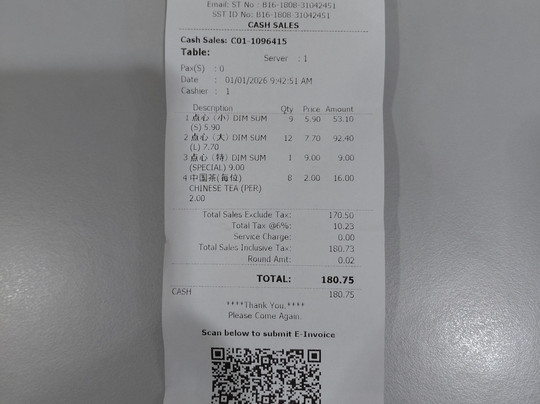 Email: ST No : B16-1808-31042451
SST ID No: B16-1808-31042451
CASH SALES
Cash Sales: C01-1096415
Table:
Server : 1
Pax(S) : 0
Date : 01/01/2026 9:42:51 AM
Cashier : 1
Description Qty Price Amount
1 点心（小）DIM SUM 9 5.90 53.10
(S) 5.90
2 点心（大）DIM SUM 12 7.70 92.40
(L) 7.70
3 点心（特）DIM SUM 1 9.00 9.00
(SPECIAL) 9.00
4 中国茶(每位) 8 2.00 16.00
CHINESE TEA (PER)
2.00
Total Sales Exclude Tax: 170.50
Total Tax @6%: 10.23
Service Charge: 0.00
Total Sales Inclusive Tax: 180.73
Round Amt: 0.02
TOTAL: 180.75
CASH 180.75
****Thank You.****
Please Come Again.
Scan below to submit E-Invoice